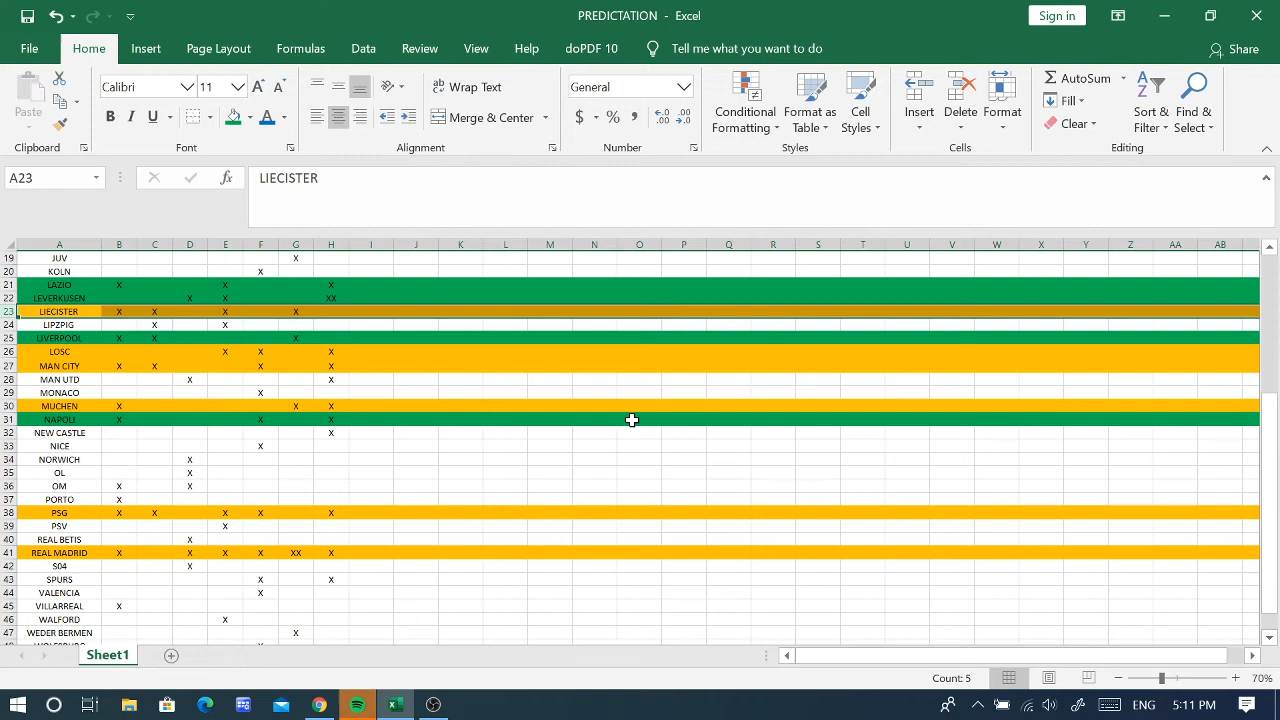 PREDICTATION - Excel
Sign in
File Home Insert Page Layout Formulas Data Review View Help doPDF 10 Tell me what you want to do Share
Paste
Clipboard
Calibri 11
B I U
Font
Wrap Text
Merge & Center
Alignment
General
$ % ,
Number
Conditional Formatting
Format as Table
Cell Styles
Styles
Insert Delete Format
Cells
AutoSum
Fill
Clear
Sort & Filter
Find & Select
Editing
A23 fx LIECISTER
A B C D E F G H I J K L M N O P Q R S T U V W X Y Z AA AB
19 JUV X
20 KOLN X
21 LAZIO X X X
22 LEVERKUSEN X X XX
23 LIECISTER X X X X
24 LIPZPIG X X
25 LIVERPOOL X X X
26 LOSC X X X
27 MAN CITY X X X X
28 MAN UTD X X
29 MONACO X
30 MUCHEN X X X
31 NAPOLI X X X
32 NEW CASTLE X
33 NICE X
34 NORWICH X
35 OL X
36 OM X X
37 PORTO X
38 PSG X X X X X
39 PSV X
40 REAL BETIS X
41 REAL MADRID X X X X XX X
42 S04 X
43 SPURS X X
44 VALENCIA X
45 VILLARREAL X
46 WALFORD X
47 WEDER BERMEN X
Sheet1
Count: 5 70%
ENG 5:11 PM